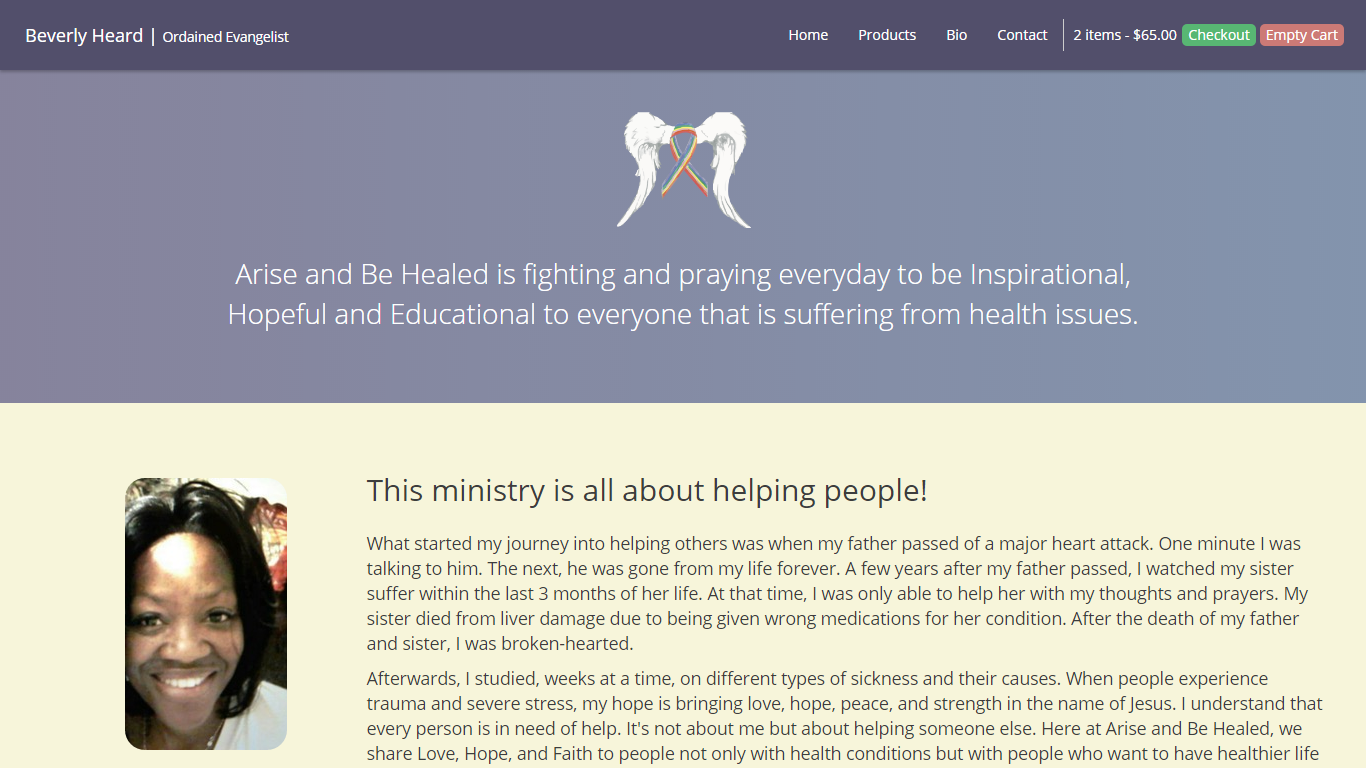 Beverly Heard | Ordained Evangelist
Home Products Bio Contact 2 items - $65.00 Checkout Empty Cart
Arise and Be Healed is fighting and praying everyday to be Inspirational,
Hopeful and Educational to everyone that is suffering from health issues.
This ministry is all about helping people!
What started my journey into helping others was when my father passed of a major heart attack. One minute I was
talking to him. The next, he was gone from my life forever. A few years after my father passed, I watched my sister
suffer within the last 3 months of her life. At that time, I was only able to help her with my thoughts and prayers. My
sister died from liver damage due to being given wrong medications for her condition. After the death of my father
and sister, I was broken-hearted.
Afterwards, I studied, weeks at a time, on different types of sickness and their causes. When people experience
trauma and severe stress, my hope is bringing love, hope, peace, and strength in the name of Jesus. I understand that
every person is in need of help. It's not about me but about helping someone else. Here at Arise and Be Healed, we
share Love, Hope, and Faith to people not only with health conditions but with people who want to have healthier life